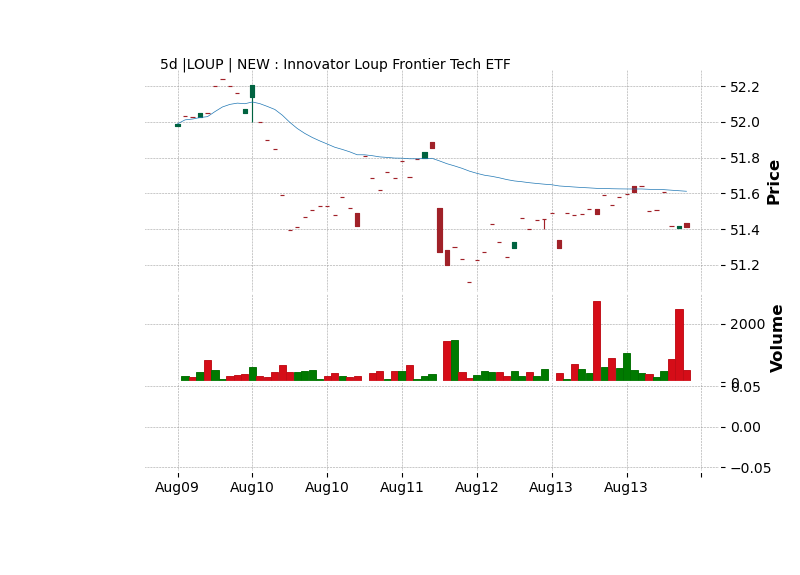 5d |LOUP | NEW : Innovator Loup Frontier Tech ETF
52.2
52.0
51.8
51.6
51.4
51.2
Price
2000
0
Volume
0.05
0.00
−0.05
Aug09 Aug10 Aug10 Aug11 Aug12 Aug13 Aug13